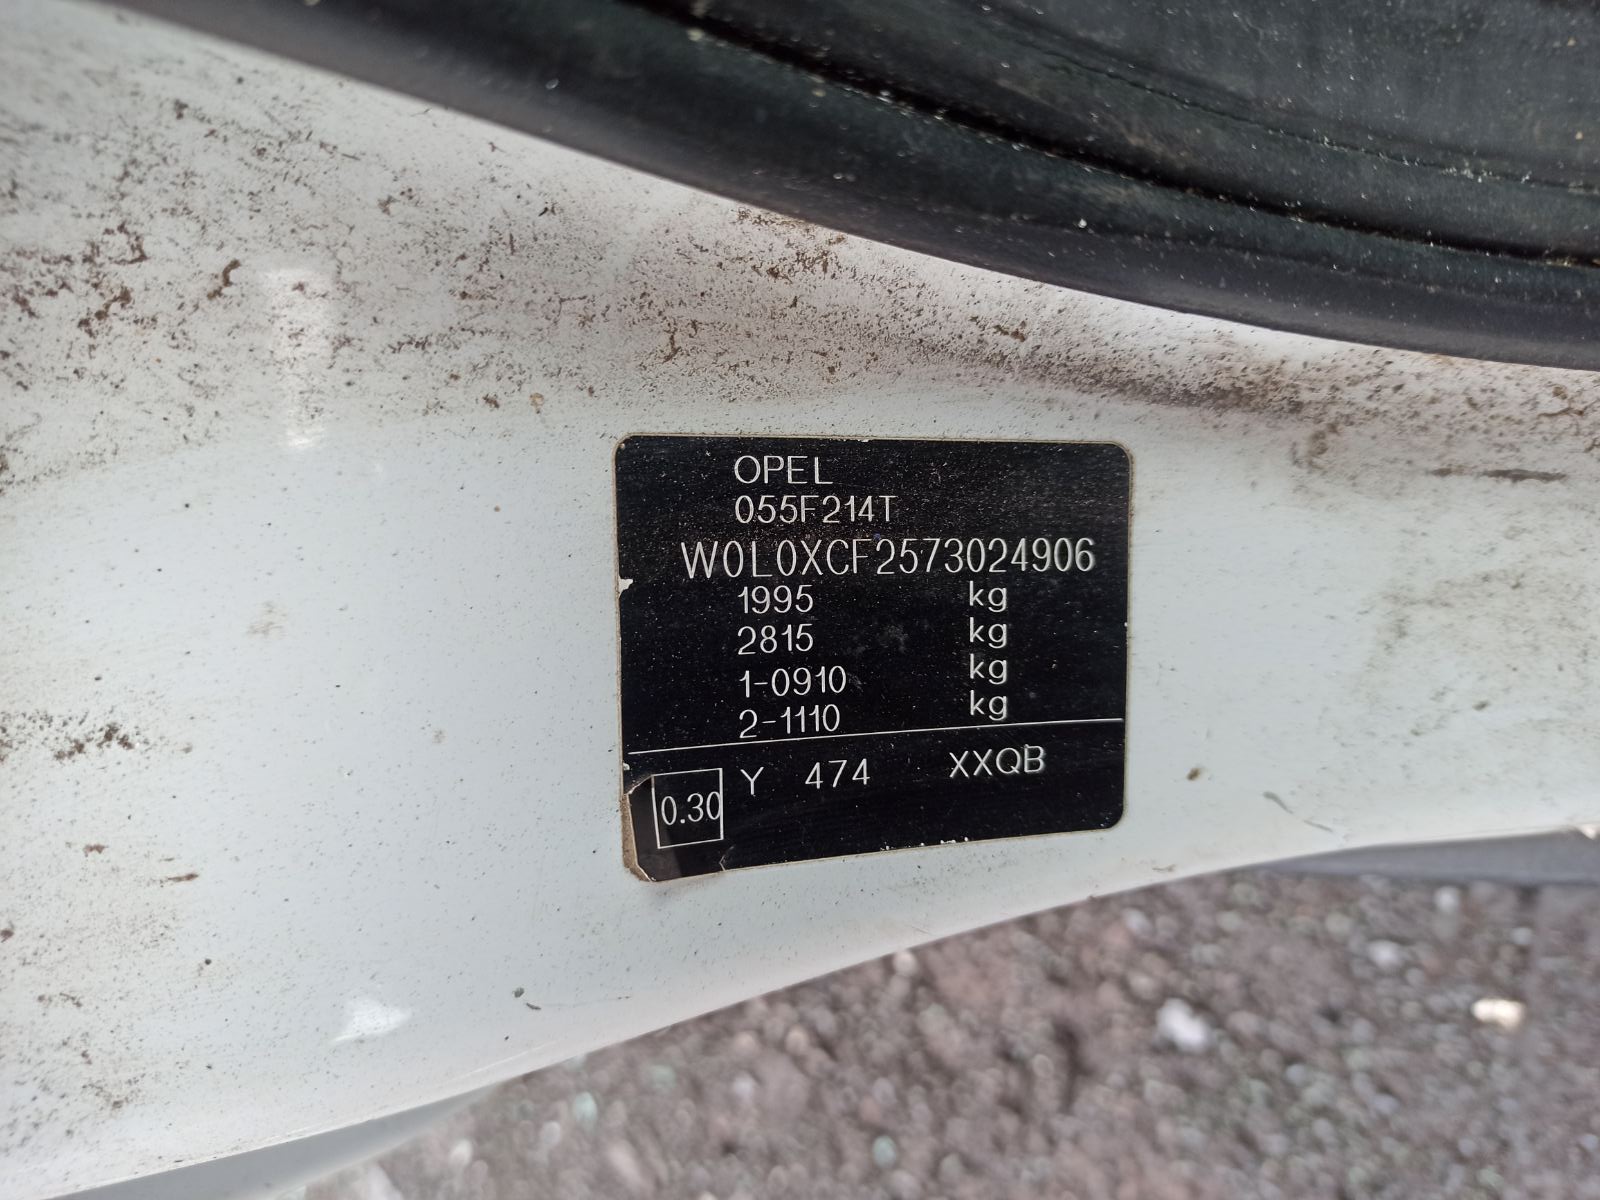 OPEL
055F214T
W0L0XCF2573024906
1995 kg
2815 kg
1-0910 kg
2-1110 kg
0.30 Y 474 XXQB